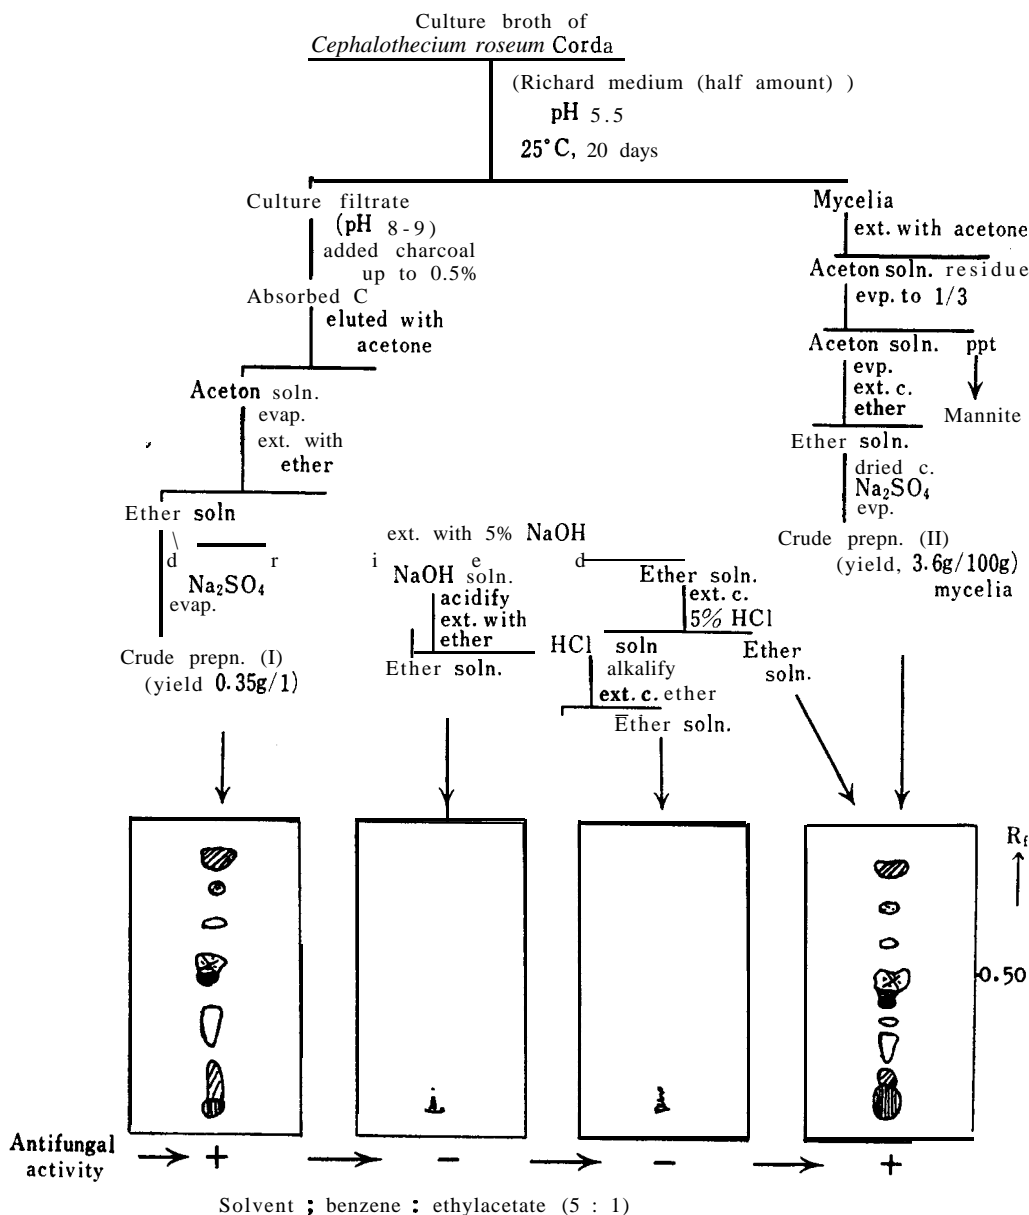 Culture broth of
Cephalothecium roseum Corda
(Richard medium (half amount) )
pH 5.5
25°C, 20 days
Culture filtrate
(pH 8-9)
added charcoal
up to 0.5%
Absorbed C
eluted with
acetone
Aceton soln.
evap.
ext. with
ether
Ether soln
\
d r i e d
Na₂SO₄
evap.
Crude prepn. (I)
(yield 0.35g/1)
ext. with 5% NaOH
NaOH soln.
acidify
ext. with
ether
Ether soln.
Ether soln.
ext. c.
5% HCl
HCl soln
alkalify
ext. c. ether
Ether soln.
Ether
soln.
Mycelia
ext. with acetone
Aceton soln. residue
evp. to 1/3
Aceton soln. ppt
evp.
ext. c.
ether
Mannite
Ether soln.
dried c.
Na₂SO₄
evp.
Crude prepn. (II)
(yield, 3.6g/100g)
mycelia
Rf
0.50
Antifungal
activity
+ - - +
Solvent ; benzene : ethylacetate (5 : 1)